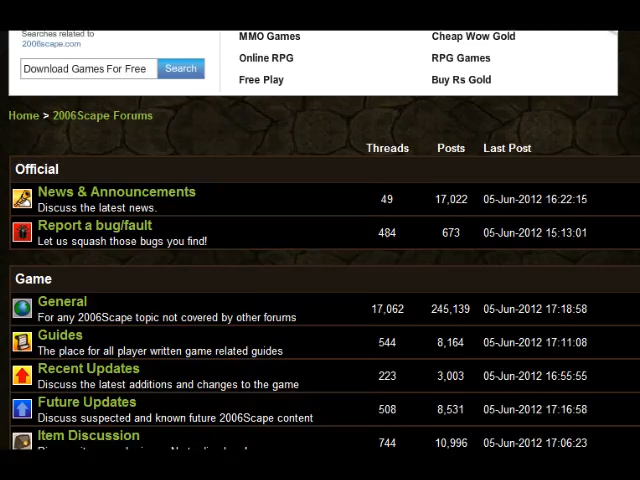 Searches related to
2006scape.com
Download Games For Free Search
MMO Games Cheap Wow Gold
Online RPG RPG Games
Free Play Buy Rs Gold
Home > 2006Scape Forums
Threads Posts Last Post
Official
News & Announcements
Discuss the latest news.
49 17,022 05-Jun-2012 16:22:15
Report a bug/fault
Let us squash those bugs you find!
484 673 05-Jun-2012 15:13:01
Game
General
For any 2006Scape topic not covered by other forums
17,062 245,139 05-Jun-2012 17:18:58
Guides
The place for all player written game related guides
544 8,164 05-Jun-2012 17:11:08
Recent Updates
Discuss the latest additions and changes to the game
223 3,003 05-Jun-2012 16:55:55
Future Updates
Discuss suspected and known future 2006Scape content
508 8,531 05-Jun-2012 17:16:58
Item Discussion
744 10,996 05-Jun-2012 17:06:23